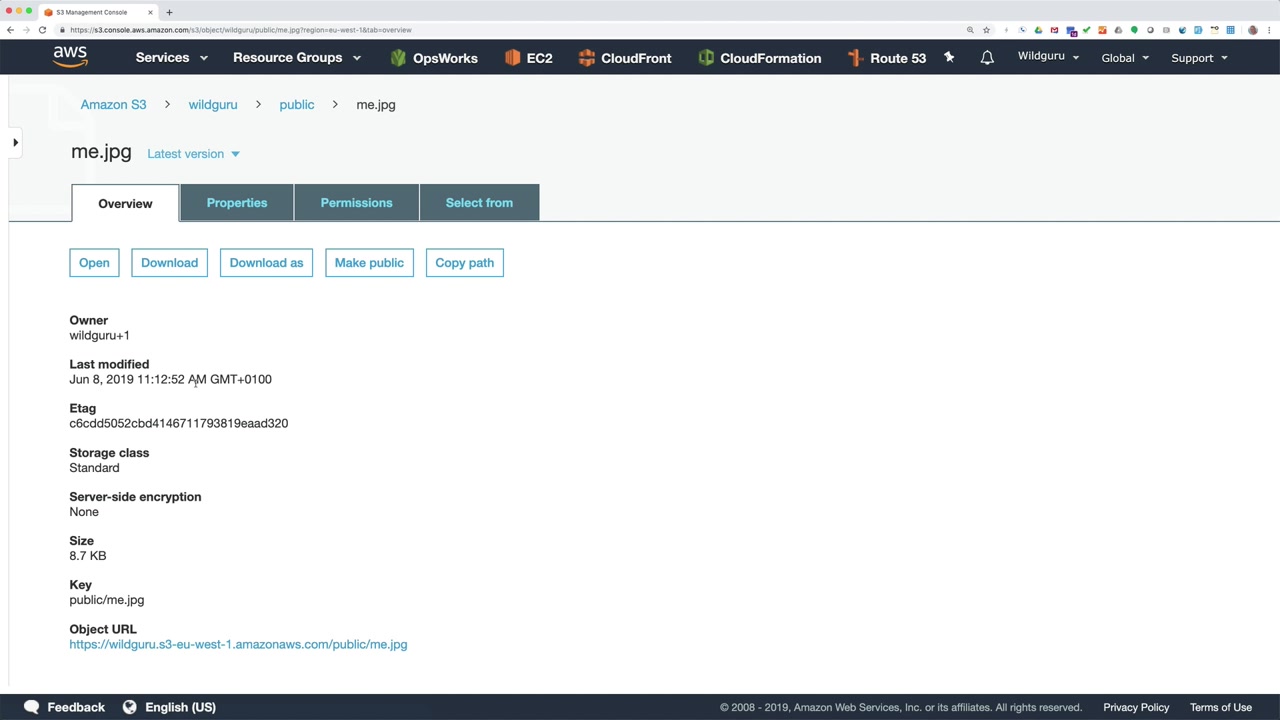 S3 Management Console
https://s3.console.aws.amazon.com/s3/object/wildguru/public/me.jpg?region=eu-west-1&tab=overview
aws Services Resource Groups OpsWorks EC2 CloudFront CloudFormation Route 53 Wildguru Global Support
Amazon S3 > wildguru > public > me.jpg
me.jpg Latest version
Overview Properties Permissions Select from
Open Download Download as Make public Copy path
Owner
wildguru+1
Last modified
Jun 8, 2019 11:12:52 AM GMT+0100
Etag
c6cdd5052cbd4146711793819eaad320
Storage class
Standard
Server-side encryption
None
Size
8.7 KB
Key
public/me.jpg
Object URL
https://wildguru.s3-eu-west-1.amazonaws.com/public/me.jpg
Feedback English (US) © 2008 - 2019, Amazon Web Services, Inc. or its affiliates. All rights reserved. Privacy Policy Terms of Use